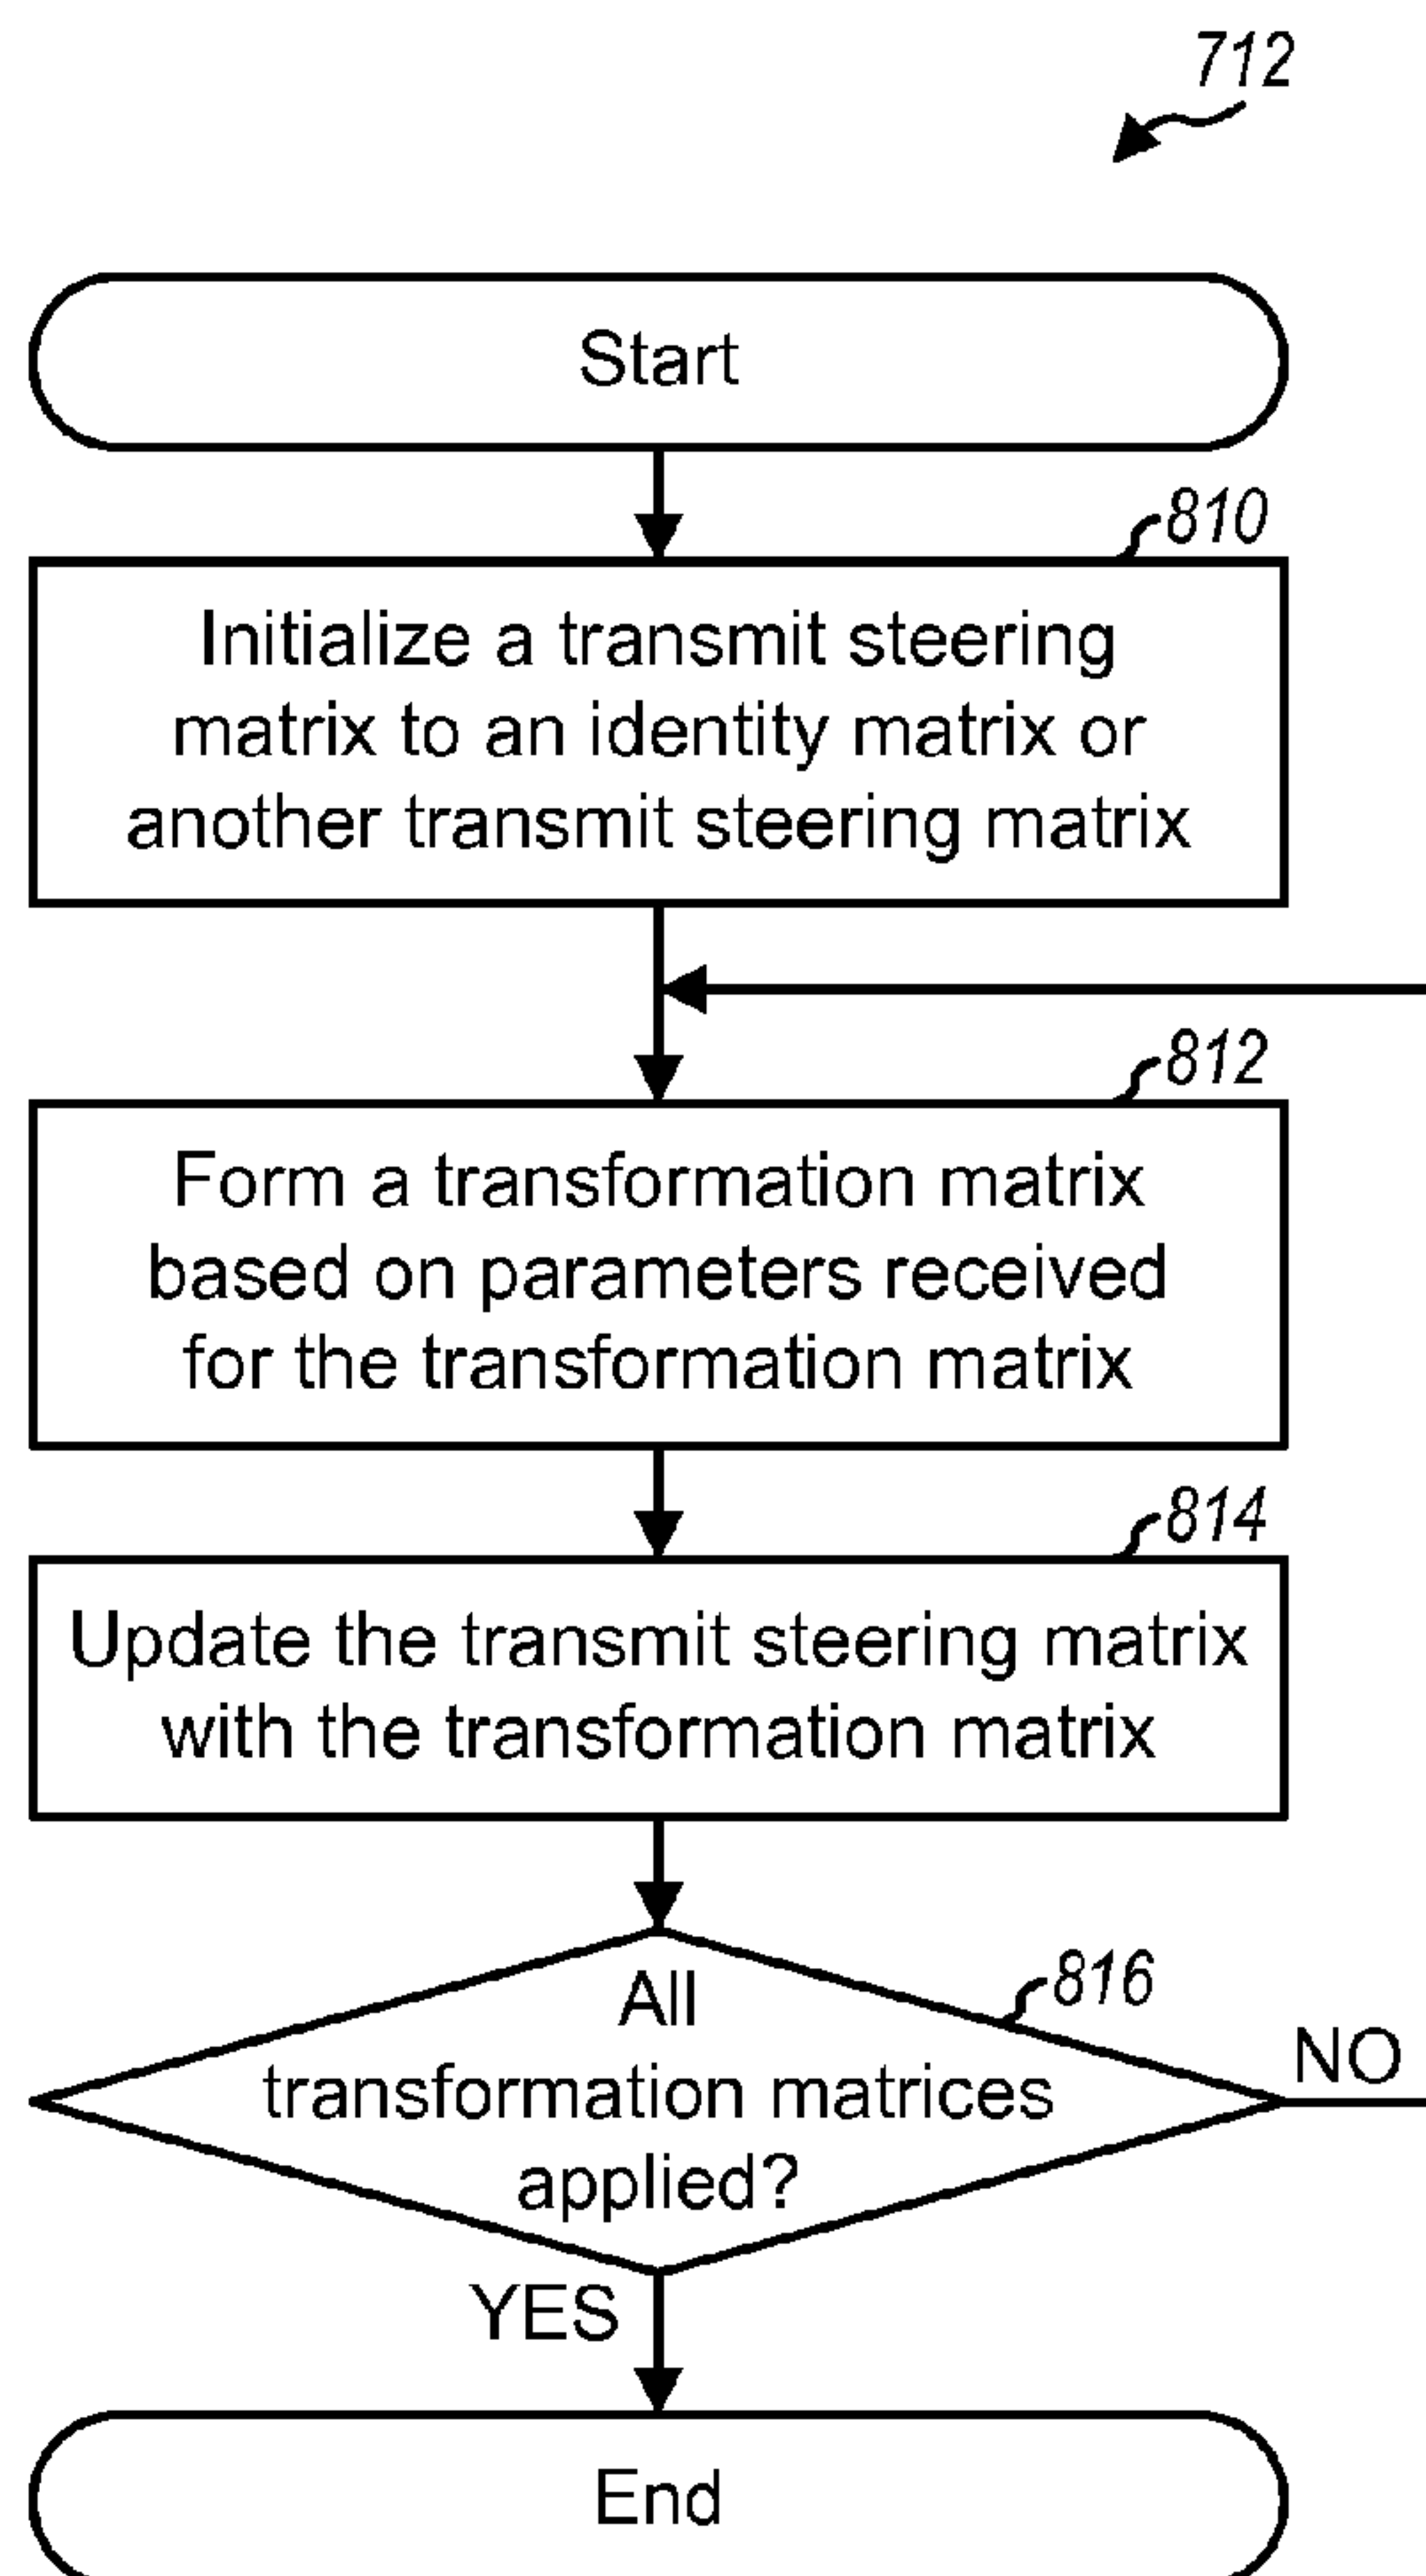 712
Start
810
Initialize a transmit steering
matrix to an identity matrix or
another transmit steering matrix
812
Form a transformation matrix
based on parameters received
for the transformation matrix
814
Update the transmit steering matrix
with the transformation matrix
816
All
transformation matrices
applied?
NO
YES
End